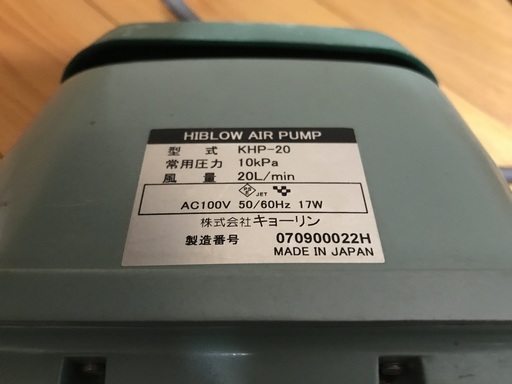 HIBLOW AIR PUMP
型 式 KHP-20
常用圧力 10kPa
風 量 20L/min
PS E JET
AC100V 50/60Hz 17W
株式会社キョーリン
製造番号 070900022H
MADE IN JAPAN